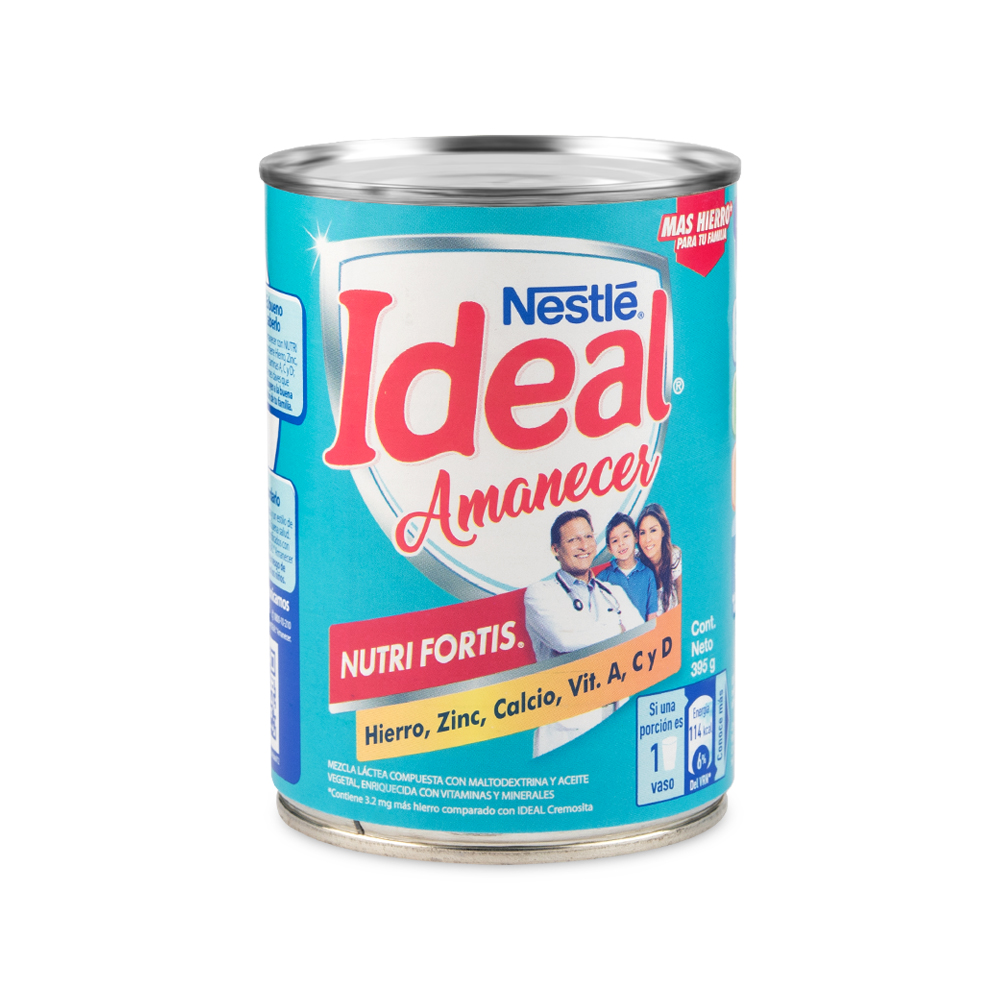 MAS HIERRO*
PARA TU FAMILIA
Nestlé®
Ideal®
Amanecer
NUTRI FORTIS®
Hierro, Zinc, Calcio, Vit. A, C y D
Cont.
Neto
395 g
Si una
porción es
1
vaso
Energía
114 kcal
6%
Del VRN*
Conoce más
MEZCLA LÁCTEA COMPUESTA CON MALTODEXTRINA Y ACEITE
VEGETAL, ENRIQUECIDA CON VITAMINAS Y MINERALES
*Contiene 3.2 mg más hierro comparado con IDEAL Cremosita